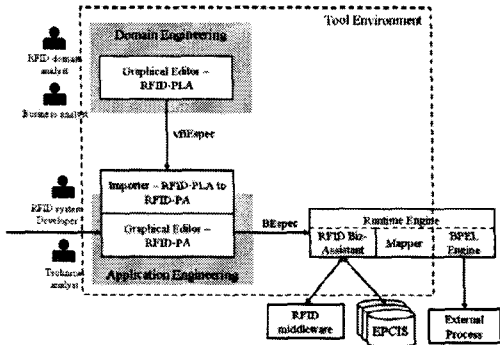 Tool Environment
Domain Engineering
RFID domain
analyst
Graphical Editor –
RFID-PLA
Business analyst
vBEspec
Importer – RFID-PLA to
RFID-PA
RFID system
Developer
Graphical Editor –
RFID-PA
BEspec
Technical
analyst
Application Engineering
Runtime Engine
RFID Biz-
Assistant
Mapper
BPEL
Engine
RFID
middleware
EPCIS
External
Process